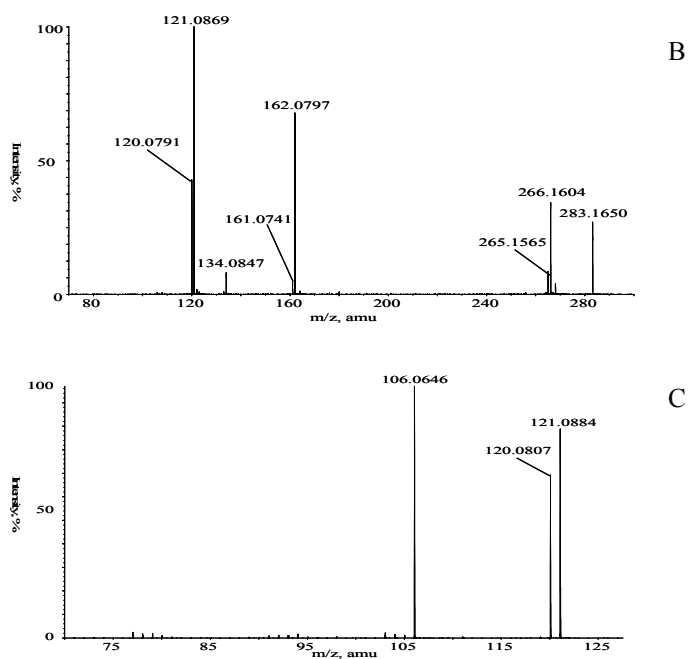 121.0869
100
B
162.0797
120.0791
50
Intensity, %
266.1604
161.0741
283.1650
265.1565
134.0847
0
80 120 160 200 240 280
m/z, amu
106.0646
100
C
121.0884
120.0807
50
Intensity, %
0
75 85 95 105 115 125
m/z, amu